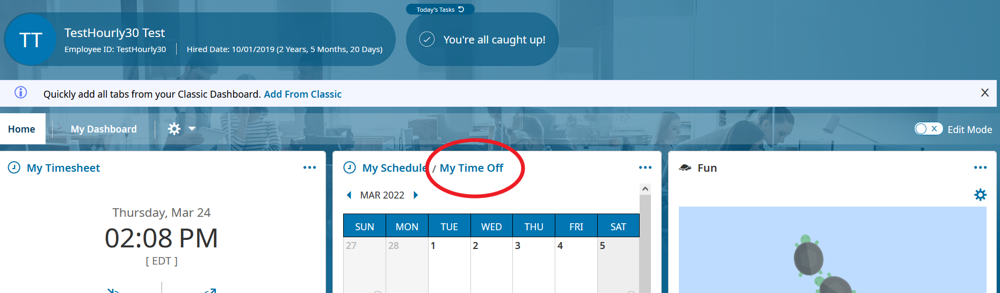 Today's Tasks
TT
TestHourly30 Test
Employee ID: TestHourly30
Hired Date: 10/01/2019 (2 Years, 5 Months, 20 Days)
You're all caught up!
Quickly add all tabs from your Classic Dashboard. Add From Classic
X
Home
My Dashboard
Edit Mode
My Timesheet
Thursday, Mar 24
02:08 PM
[ EDT ]
My Schedule / My Time Off
MAR 2022
SUN MON TUE WED THU FRI SAT
27 28 1 2 3 4 5
Fun